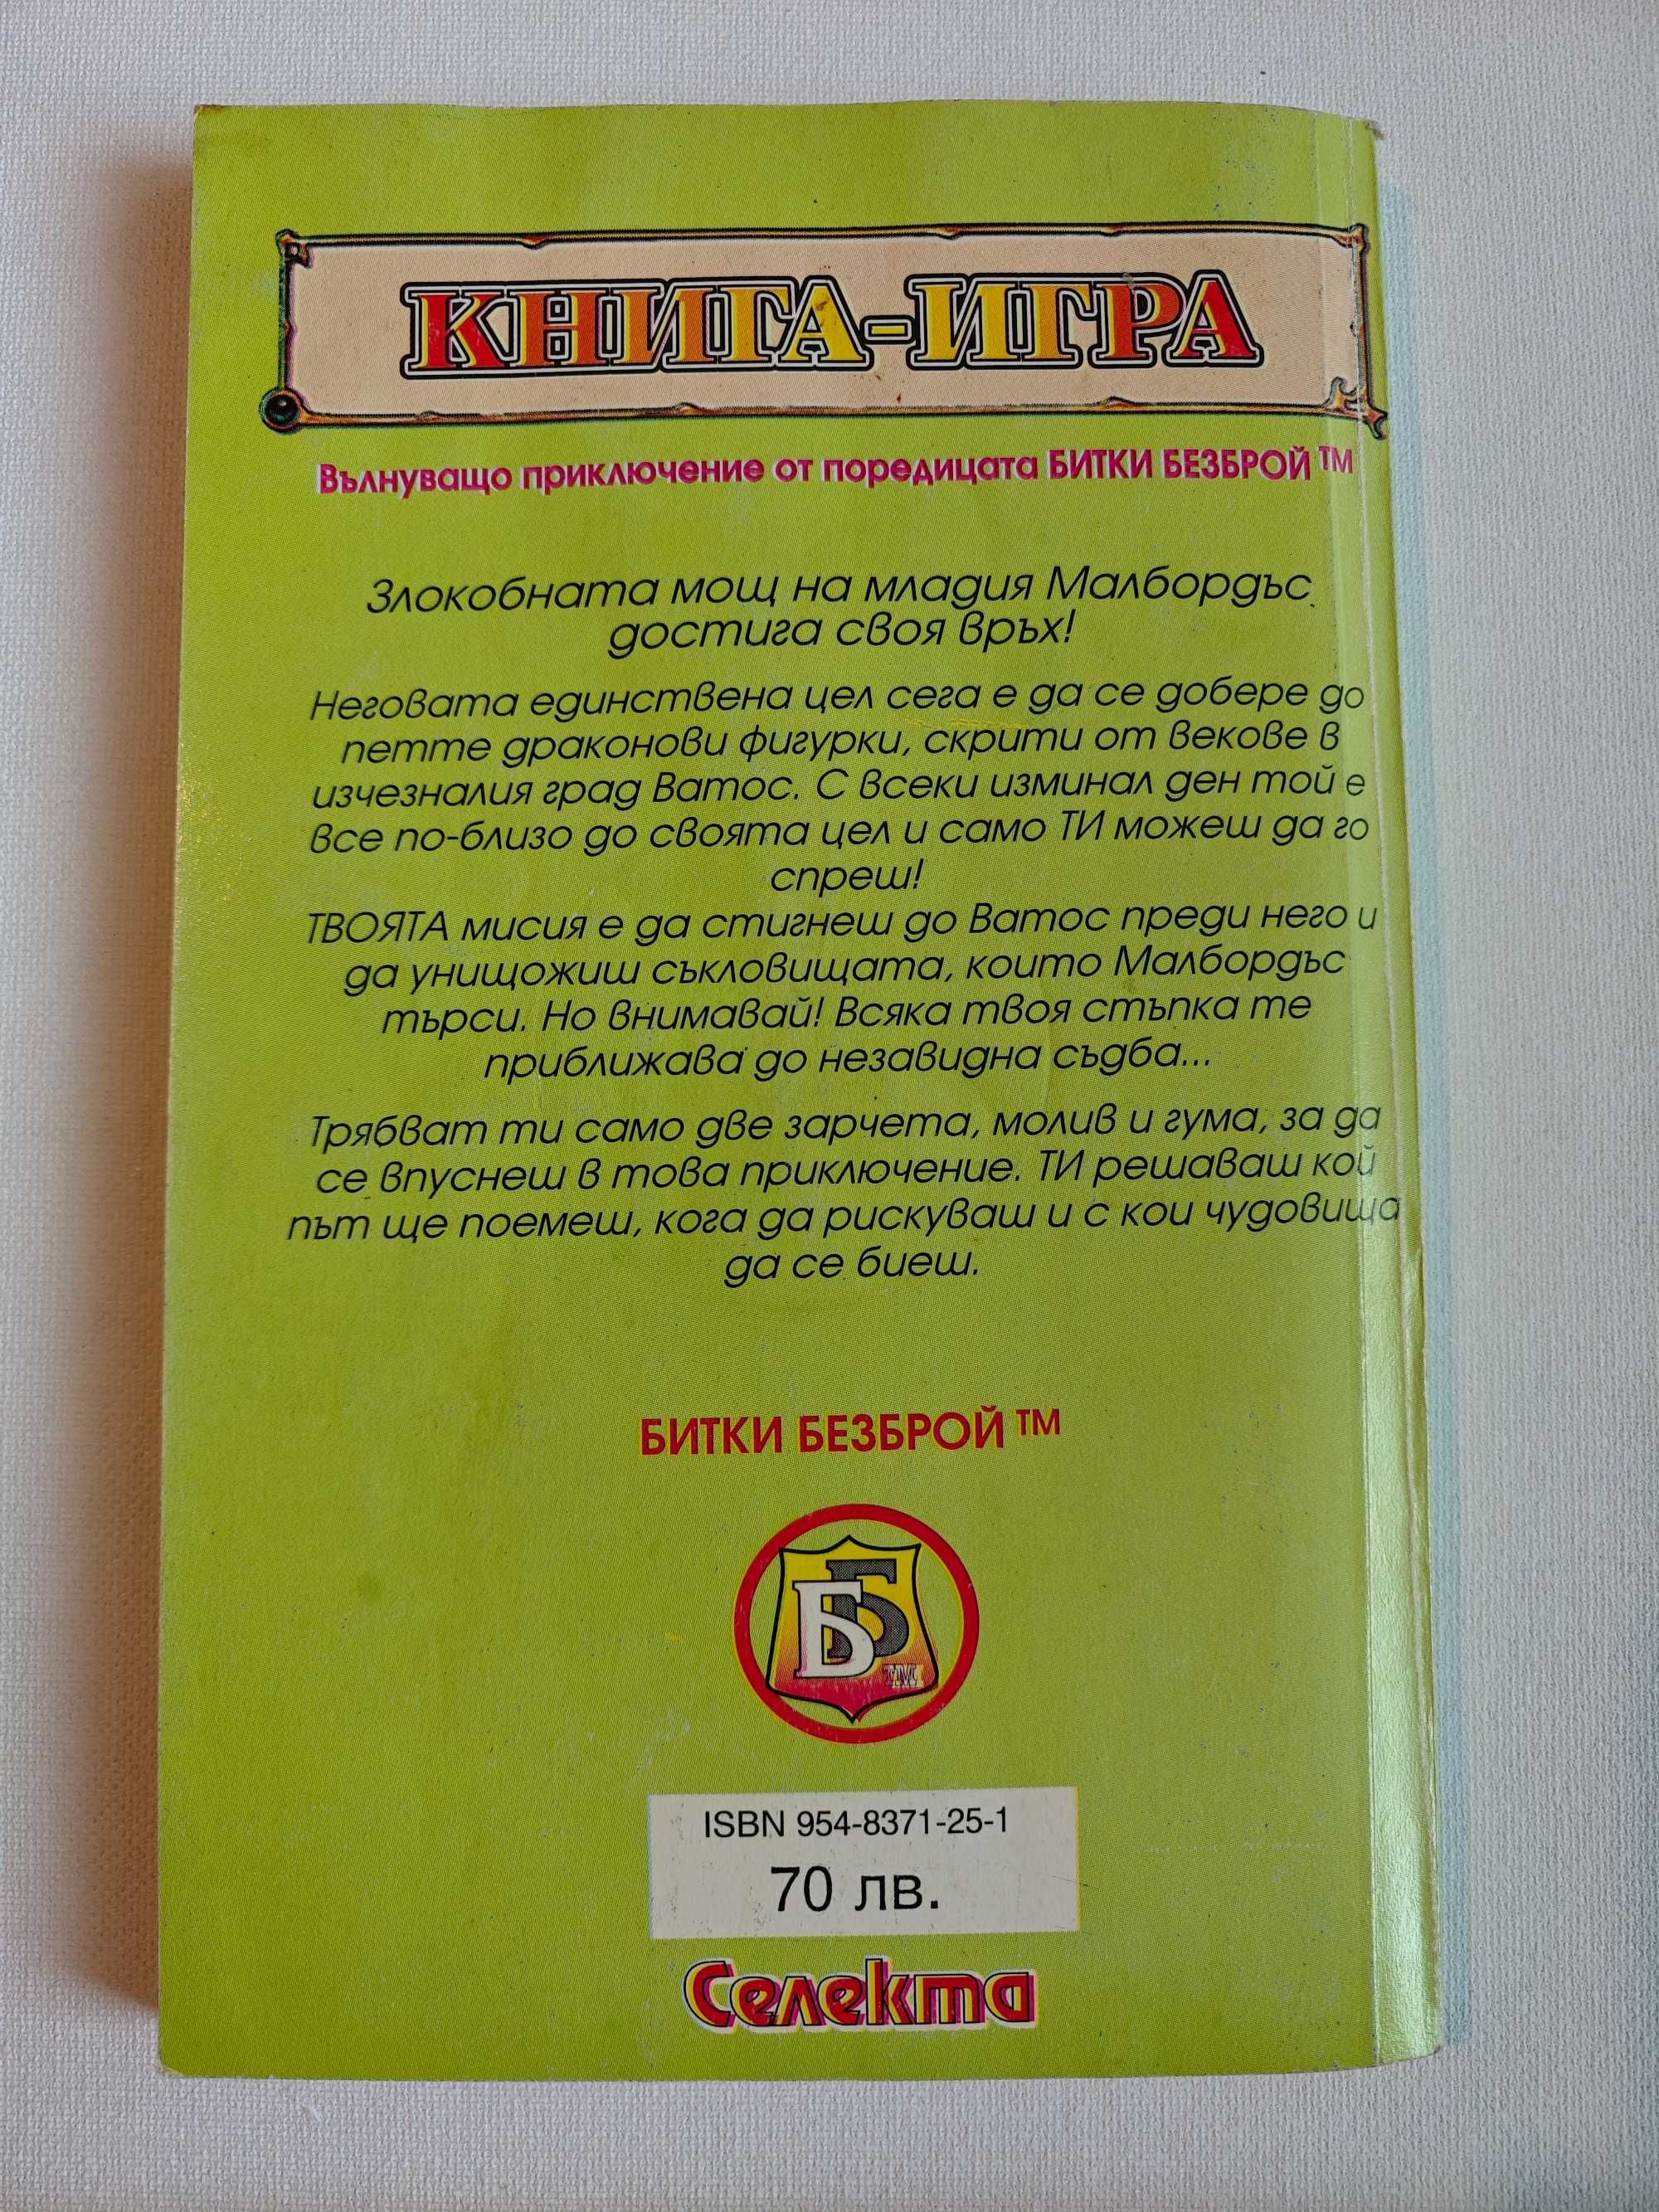 КНИГА-ИГРА
Вълнуващо приключение от поредицата БИТКИ БЕЗБРОЙ ™
Злокобната мощ на младия Малбордъс
достига своя връх!
Неговата единствена цел сега е да се добере до
петте драконови фигурки, скрити от векове в
изчезналия град Ватос. С всеки изминал ден той е
все по-близо до своята цел и само ТИ можеш да го
спреш!
ТВОЯТА мисия е да стигнеш до Ватос преди него и
да унищожиш съкловищата, които Малбордъс
търси. Но внимавай! Всяка твоя стъпка те
приближава до незавидна съдба...
Трябват ти само две зарчета, молив и гума, за да
се впуснеш в това приключение. ТИ решаваш кой
път ще поемеш, кога да рискуваш и с кои чудовища
да се биеш.
БИТКИ БЕЗБРОЙ ™
ББ ™
ISBN 954-8371-25-1
70 лв.
Селекта